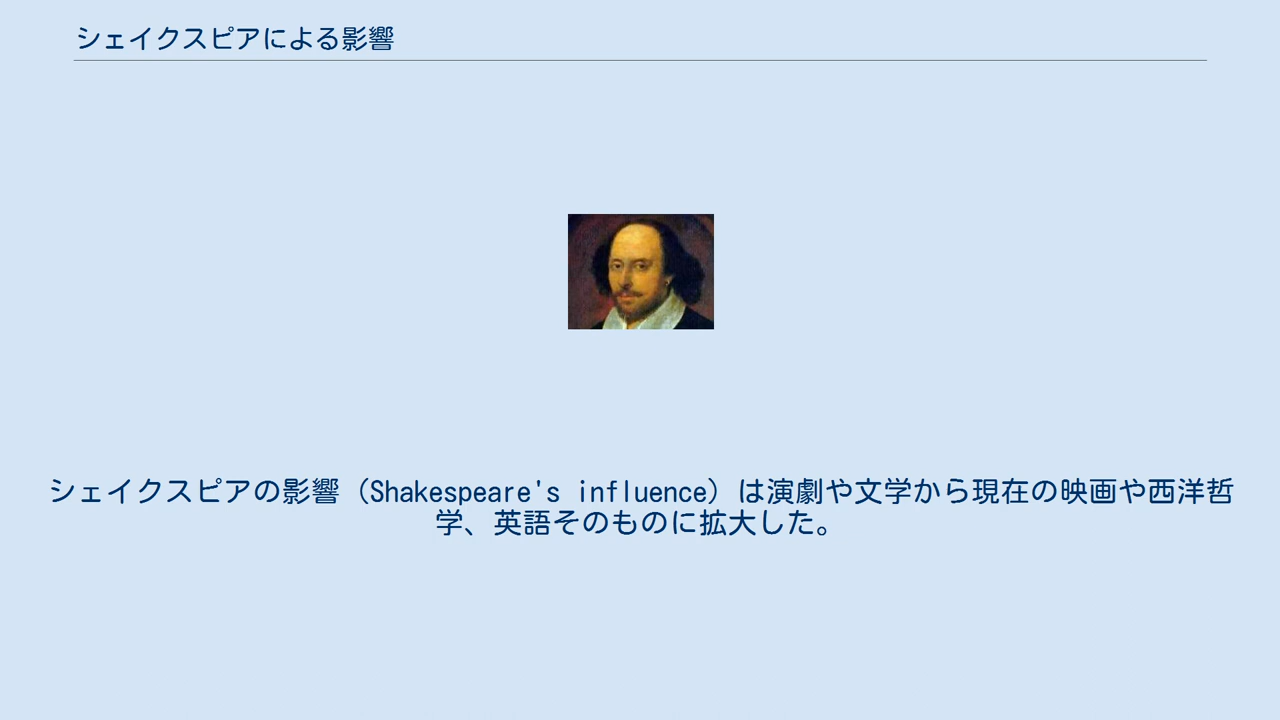 シェイクスピアによる影響
シェイクスピアの影響（Shakespeare's influence）は演劇や文学から現在の映画や西洋哲
学、英語そのものに拡大した。